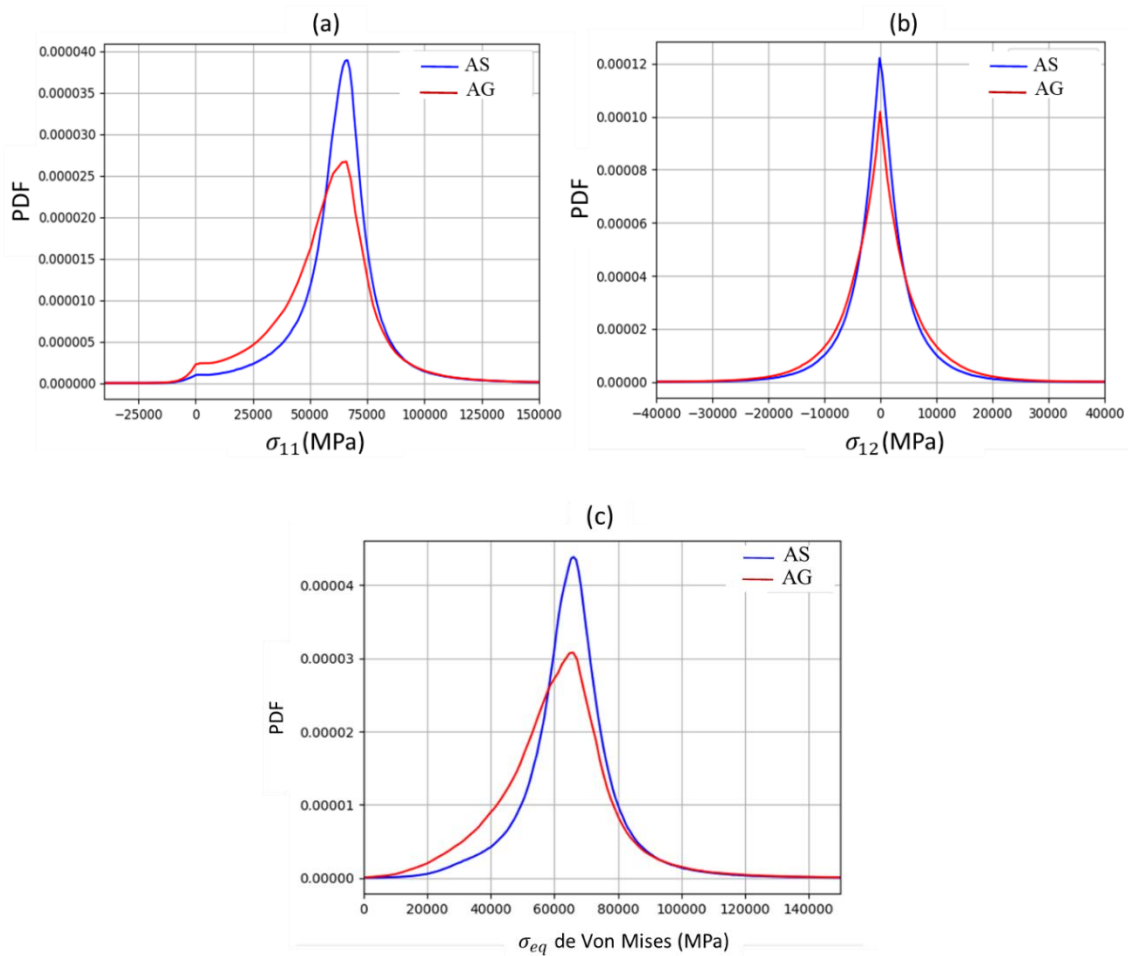 (a)
0.000040
0.000035
0.000030
0.000025
0.000020
0.000015
0.000010
0.000005
0.000000
PDF
AS
AG
−25000 0 25000 50000 75000 100000 125000 150000
σ₁₁(MPa)
(b)
0.00012
0.00010
0.00008
0.00006
0.00004
0.00002
0.00000
PDF
AS
AG
−40000 −30000 −20000 −10000 0 10000 20000 30000 40000
σ₁₂(MPa)
(c)
0.00004
0.00003
0.00002
0.00001
0.00000
PDF
AS
AG
0 20000 40000 60000 80000 100000 120000 140000
σ_eq de Von Mises (MPa)